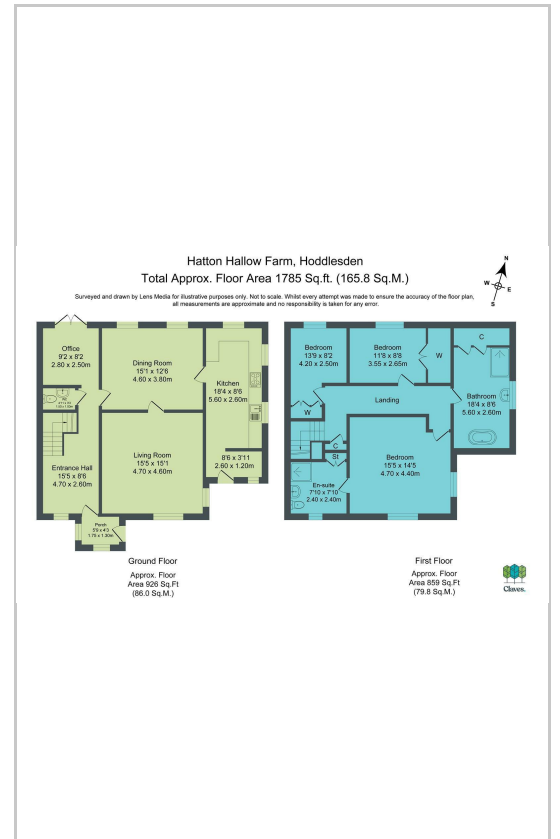 Hatton Hallow Farm, Hoddlesden
Total Approx. Floor Area 1785 Sq.ft. (165.8 Sq.M.)
Surveyed and drawn by Lens Media for illustrative purposes only. Not to scale. Whilst every attempt was made to ensure the accuracy of the floor plan,
all measurements are approximate and no responsibility is taken for any error.
N
W
E
S
Office
9'2 x 8'2
2.80 x 2.50m
Dining Room
15'1 x 12'6
4.60 x 3.80m
Kitchen
18'4 x 8'6
5.60 x 2.60m
Living Room
15'5 x 15'1
4.70 x 4.60m
Entrance Hall
15'5 x 8'6
4.70 x 2.60m
8'6 x 3'11
2.60 x 1.20m
Porch
5'9 x 4'3
1.75 x 1.30m
Ground Floor
Approx. Floor
Area 926 Sq.Ft
(86.0 Sq.M.)
Bedroom
13'9 x 8'2
4.20 x 2.50m
Bedroom
11'8 x 8'8
3.55 x 2.65m
W
C
W
Landing
Bathroom
18'4 x 8'6
5.60 x 2.60m
C
St
Bedroom
15'5 x 14'5
4.70 x 4.40m
En-suite
7'10 x 7'10
2.40 x 2.40m
First Floor
Approx. Floor
Area 859 Sq.Ft
(79.8 Sq.M.)
Claves.